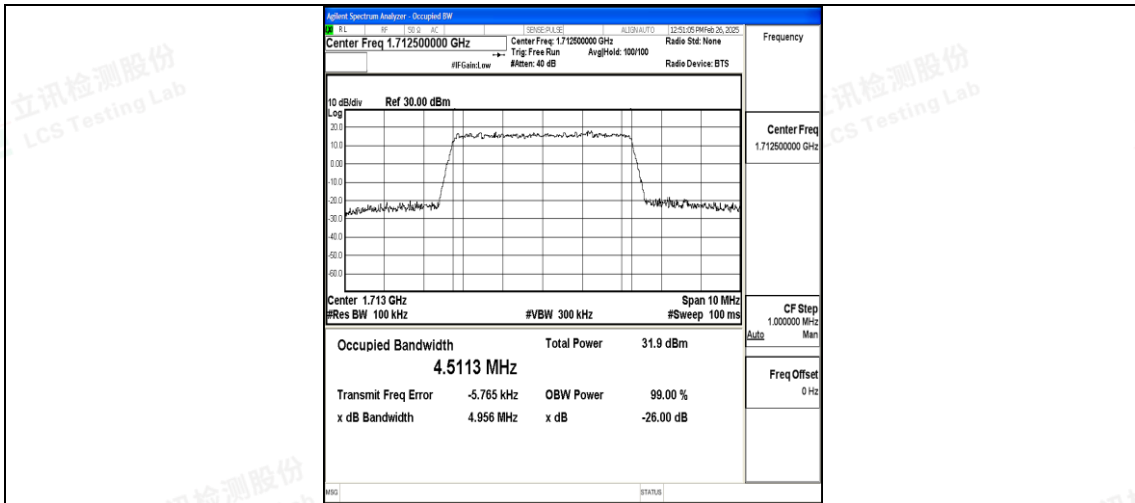 Agilent Spectrum Analyzer - Occupied BW
RL RF 50 Ω AC SENSE:PULSE ALIGN AUTO 12:51:05 PM Feb 26, 2025
Center Freq 1.712500000 GHz
Center Freq: 1.712500000 GHz
Radio Std: None
Trig: Free Run
Avg|Hold: 100/100
#IFGain:Low
#Atten: 40 dB
Radio Device: BTS
Frequency
10 dB/div
Ref 30.00 dBm
Log
20.0
10.0
0.00
-10.0
-20.0
-30.0
-40.0
-50.0
-60.0
Center 1.713 GHz
Span 10 MHz
#Res BW 100 kHz
#VBW 300 kHz
#Sweep 100 ms
Center Freq
1.712500000 GHz
CF Step
1.000000 MHz
Auto Man
Freq Offset
0 Hz
Occupied Bandwidth
4.5113 MHz
Total Power 31.9 dBm
Transmit Freq Error -5.765 kHz
OBW Power 99.00 %
x dB Bandwidth 4.956 MHz
x dB -26.00 dB
MSG
STATUS
立讯检测股份
LCS Testing Lab
立讯检测股份
LCS Testing Lab